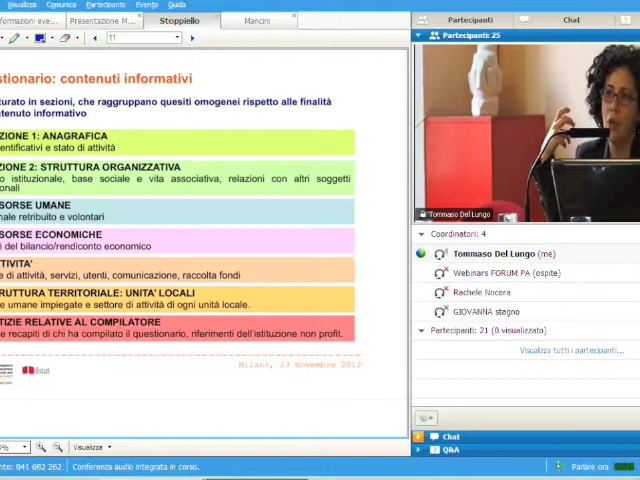 Visualizza Audio Partecipante Evento ?
formazioni eve... Presentazione M... Stoppiello Mancini
11
stionario: contenuti informativi
turato in sezioni, che raggruppano quesiti omogenei rispetto alle finalità
ntenuto informativo
ZIONE 1: ANAGRAFICA
entificativi e stato di attività
ZIONE 2: STRUTTURA ORGANIZZATIVA
o istituzionale, base sociale e vita associativa, relazioni con altri soggetti
onali
SORSE UMANE
nale retribuito e volontari
SORSE ECONOMICHE
i del bilancio/rendiconto economico
TIVITA'
e di attività, servizi, utenti, comunicazione, raccolta fondi
RUTTURA TERRITORIALE: UNITA' LOCALI
e umane impiegate e settore di attività di ogni unità locale.
TIZIE RELATIVE AL COMPILATORE
e recapiti di chi ha compilato il questionario, riferimenti dell'istituzione non profit.
Istat
Milano, 23 Novembre 2012
% Visualizza
nto: 841 682 262 Conferenza audio integrata in corso.
Partecipanti Chat
Partecipanti: 25
Tommaso Del Lungo
Coordinatori: 4
Tommaso Del Lungo (me)
Webinars FORUM PA (ospite)
Rachele Nocera
GIOVANNA stagno
Partecipanti: 21 (0 visualizzato)
Visualizza tutti i partecipanti...
Chat
Q&A
Parlare ora